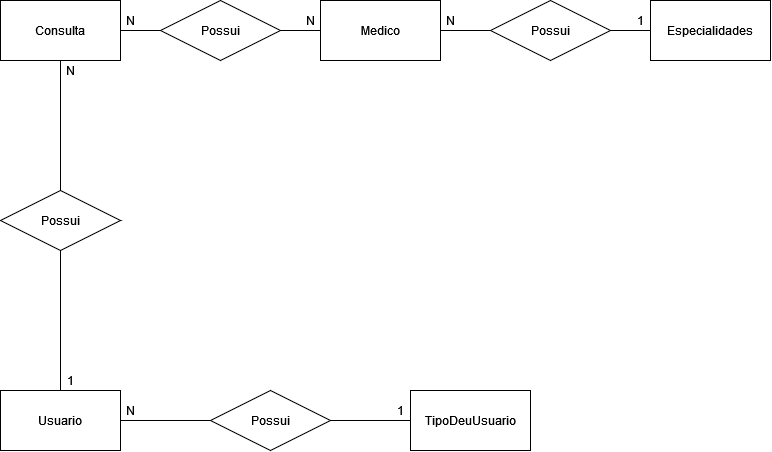 Consulta
N
Possui
N
Medico
N
Possui
1
Especialidades
N
Possui
1
Usuario
N
Possui
1
TipoDeuUsuario